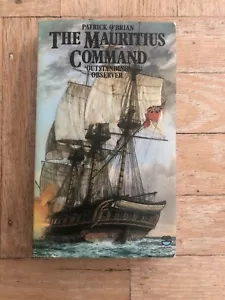 PATRICK O'BRIAN
THE MAURITIUS
COMMAND
'OUTSTANDING'
OBSERVER